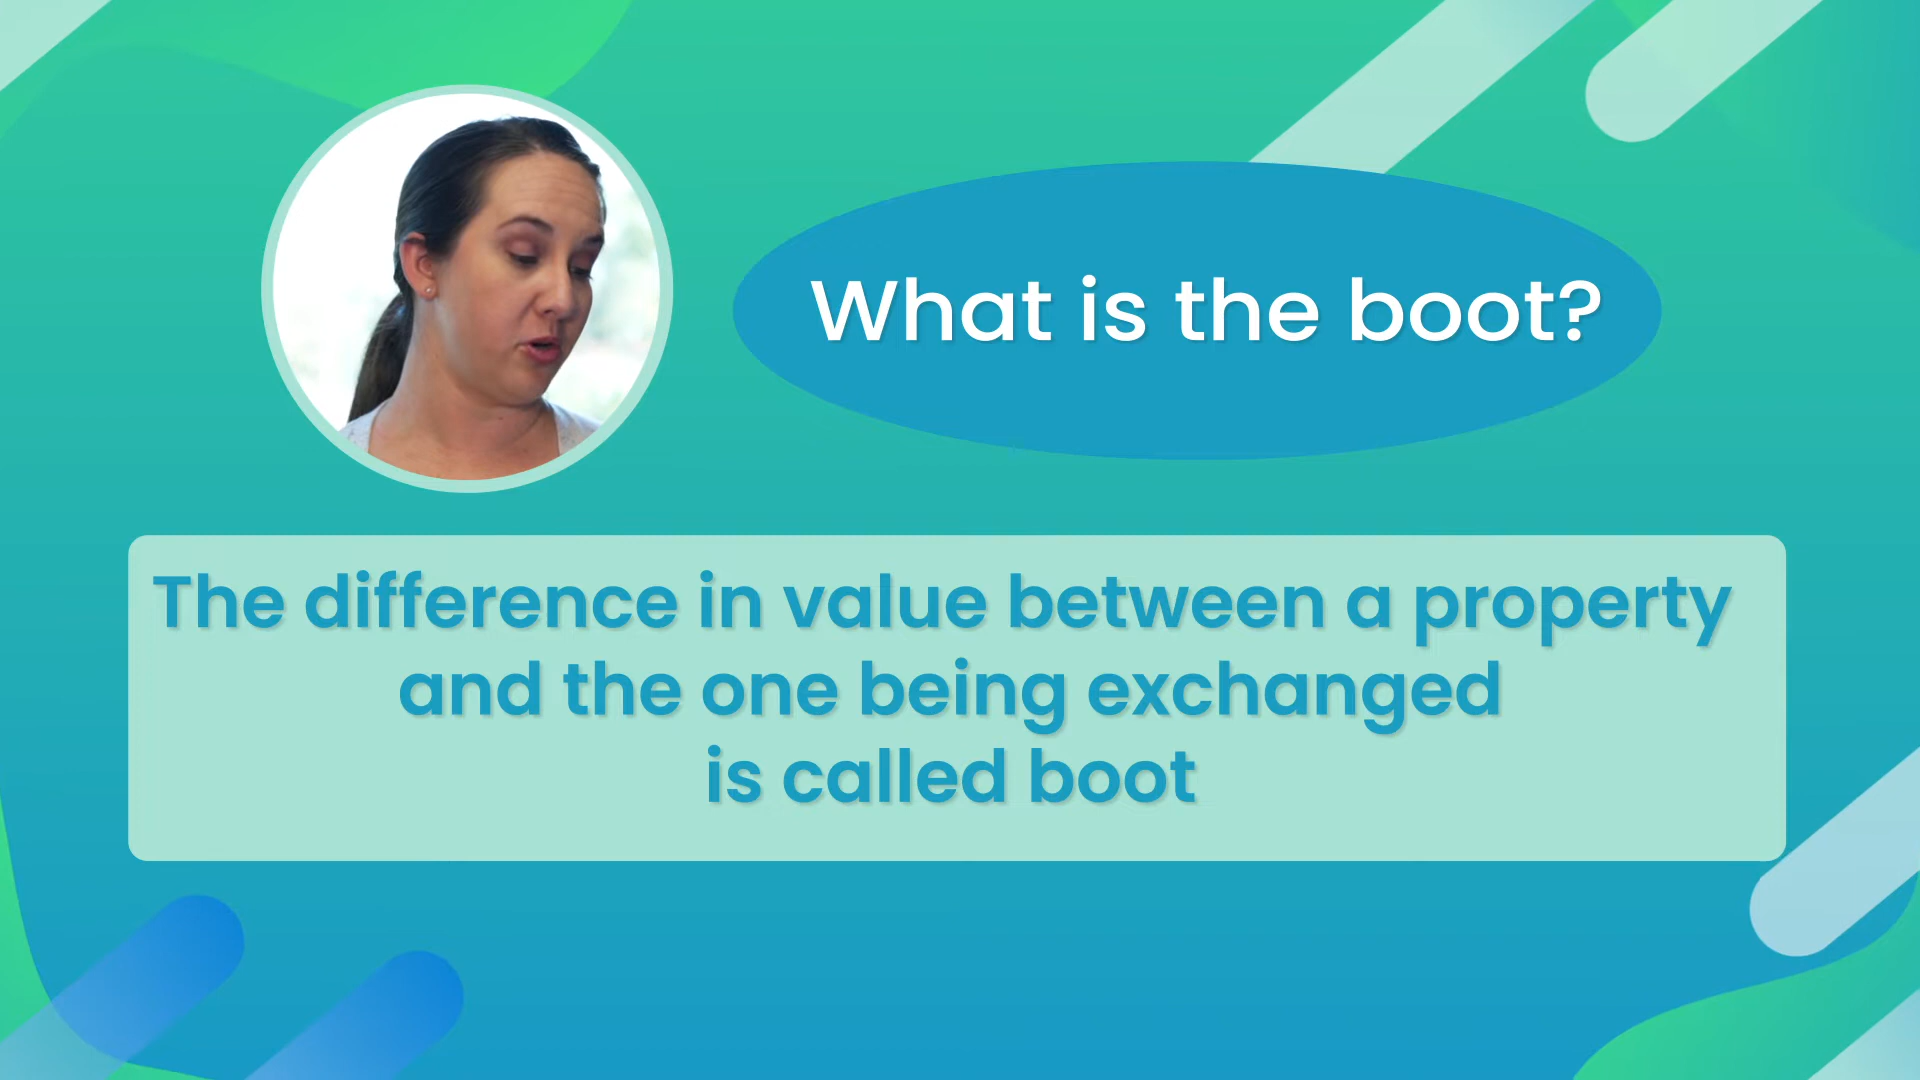 What is the boot?
The difference in value between a property
and the one being exchanged
is called boot